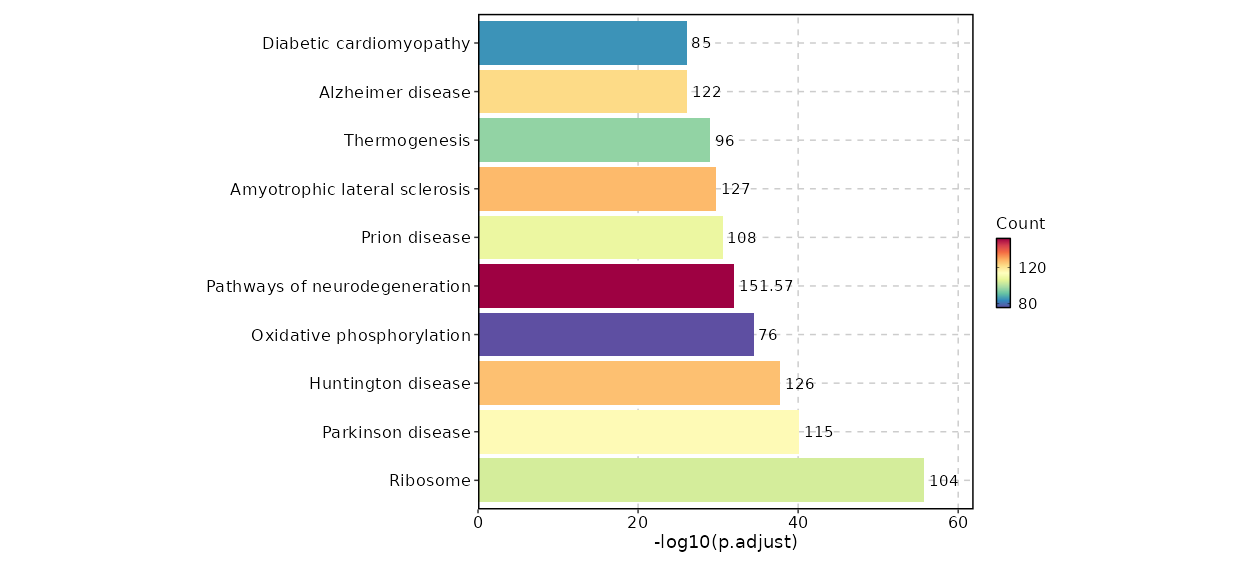 Diabetic cardiomyopathy 85
Alzheimer disease 122
Thermogenesis 96
Amyotrophic lateral sclerosis 127
Prion disease 108
Pathways of neurodegeneration 151.57
Oxidative phosphorylation 76
Huntington disease 126
Parkinson disease 115
Ribosome 104
0 20 40 60
-log10(p.adjust)
Count
120
80